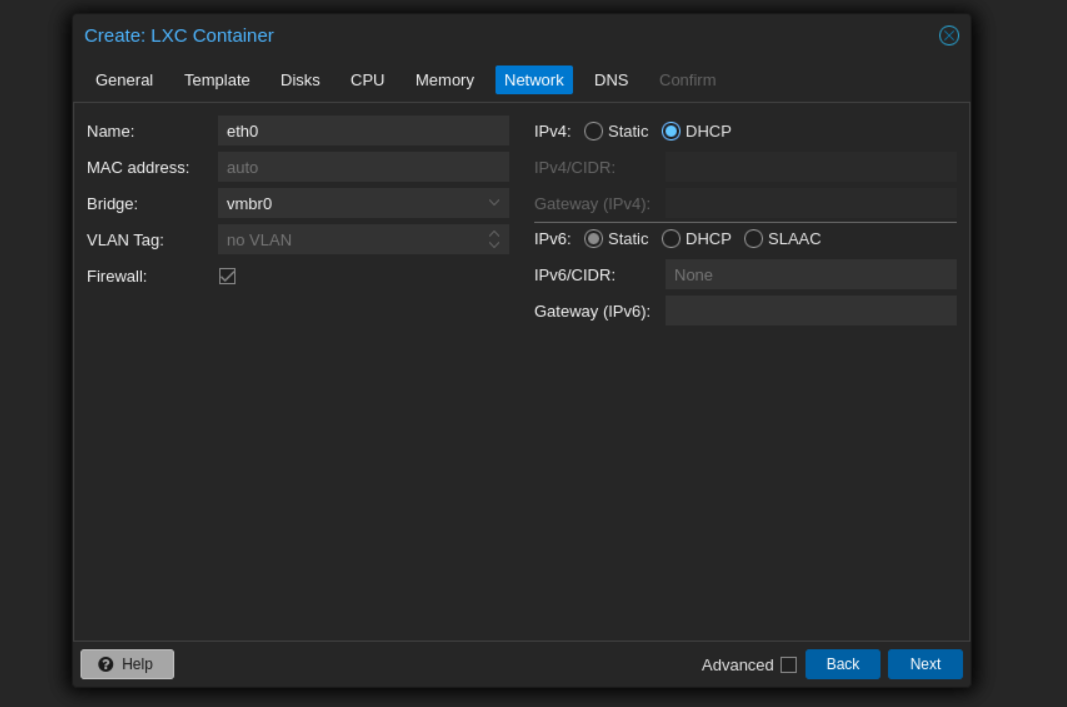 Create: LXC Container
General Template Disks CPU Memory Network DNS Confirm
Name: eth0
MAC address: auto
Bridge: vmbr0
VLAN Tag: no VLAN
Firewall:
IPv4: Static DHCP
IPv4/CIDR:
Gateway (IPv4):
IPv6: Static DHCP SLAAC
IPv6/CIDR: None
Gateway (IPv6):
Help Advanced Back Next